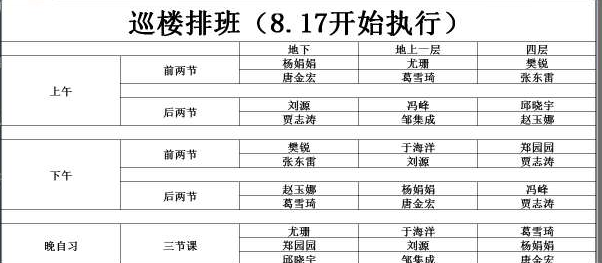 巡楼排班（8.17开始执行）
地下 地上一层 四层
上午 前两节 杨娟娟 尤珊 樊锐
唐金宏 葛雪琦 张东雷
后两节 刘源 冯峰 邱晓宇
贾志涛 邹集成 赵玉娜
下午 前两节 樊锐 于海洋 郑园园
张东雷 刘源 贾志涛
后两节 赵玉娜 杨娟娟 冯峰
葛雪琦 唐金宏 贾志涛
晚自习 三节课 尤珊 于海洋 葛雪琦
郑园园 刘源 杨娟娟
邱晓宇 邹集成 唐金宏